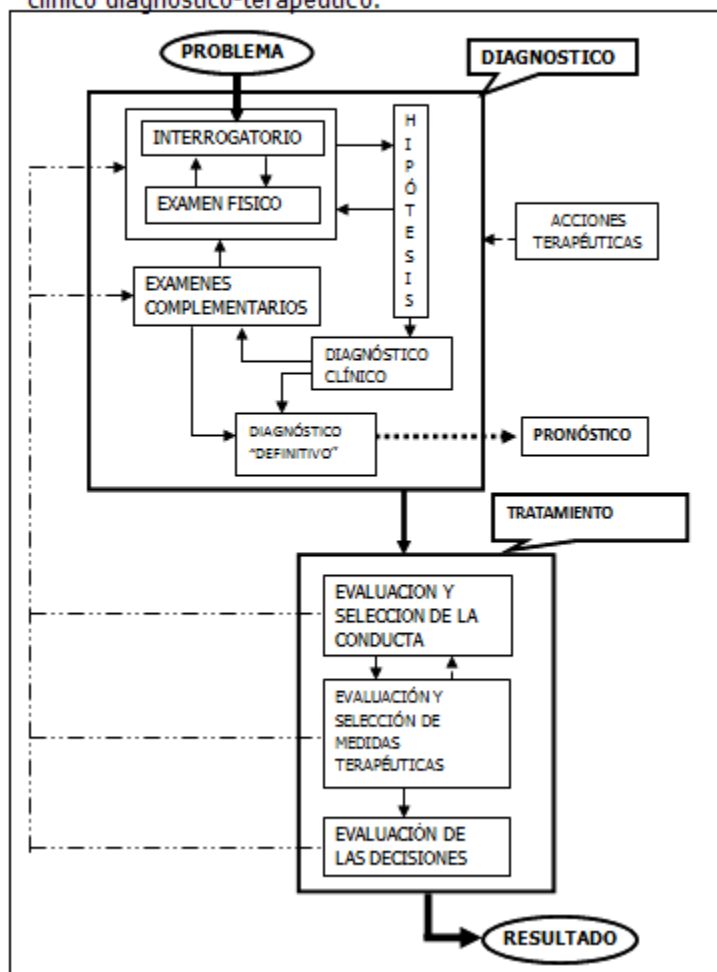 clínico diagnóstico-terapéutico.
PROBLEMA
DIAGNOSTICO
INTERROGATORIO
EXAMEN FISICO
H
I
P
Ó
T
E
S
I
S
ACCIONES
TERAPÉUTICAS
EXAMENES
COMPLEMENTARIOS
DIAGNÓSTICO
CLÍNICO
DIAGNÓSTICO
"DEFINITIVO"
PRONÓSTICO
TRATAMIENTO
EVALUACION Y
SELECCION DE LA
CONDUCTA
EVALUACIÓN Y
SELECCIÓN DE
MEDIDAS
TERAPÉUTICAS
EVALUACIÓN DE
LAS DECISIONES
RESULTADO